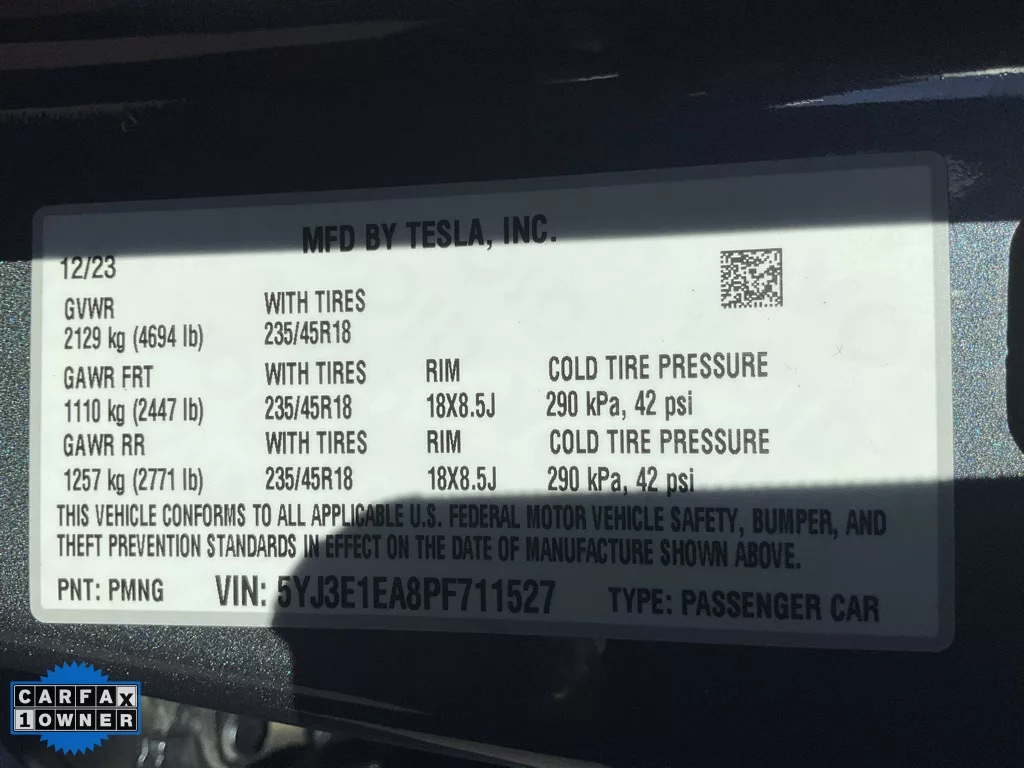 MFD BY TESLA, INC.
12/23
GVWR WITH TIRES
2129 kg (4694 lb) 235/45R18
GAWR FRT WITH TIRES RIM COLD TIRE PRESSURE
1110 kg (2447 lb) 235/45R18 18X8.5J 290 kPa, 42 psi
GAWR RR WITH TIRES RIM COLD TIRE PRESSURE
1257 kg (2771 lb) 235/45R18 18X8.5J 290 kPa, 42 psi
THIS VEHICLE CONFORMS TO ALL APPLICABLE U.S. FEDERAL MOTOR VEHICLE SAFETY, BUMPER, AND
THEFT PREVENTION STANDARDS IN EFFECT ON THE DATE OF MANUFACTURE SHOWN ABOVE.
PNT: PMNG VIN: 5YJ3E1EA8PF711527 TYPE: PASSENGER CAR
CARFAX
1 OWNER